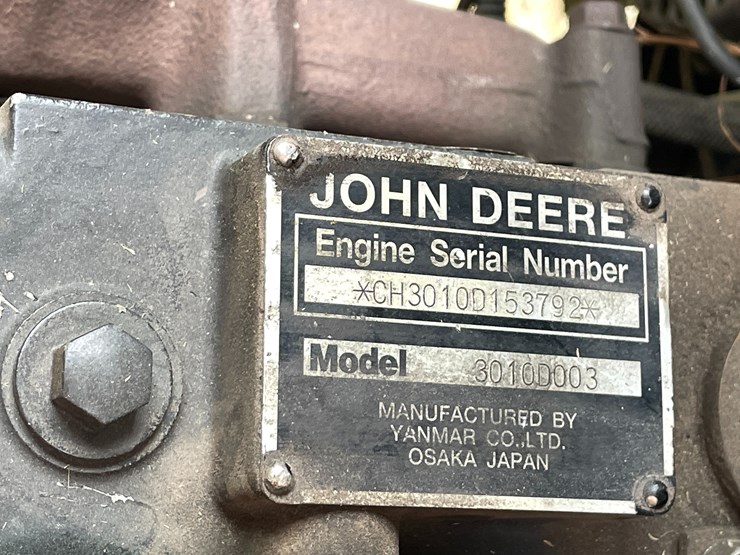 JOHN DEERE
Engine Serial Number
*CH3010D153792*
Model 3010D003
MANUFACTURED BY
YANMAR CO.,LTD.
OSAKA JAPAN